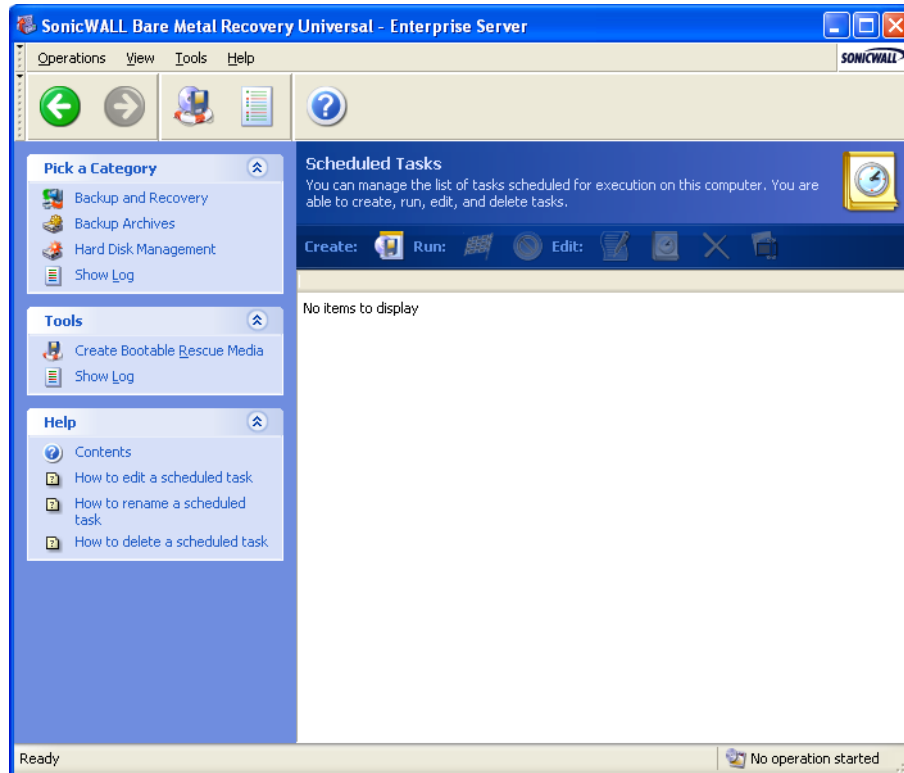 SonicWALL Bare Metal Recovery Universal - Enterprise Server
Operations View Tools Help
SONICWALL
Pick a Category
Backup and Recovery
Backup Archives
Hard Disk Management
Show Log
Tools
Create Bootable Rescue Media
Show Log
Help
Contents
How to edit a scheduled task
How to rename a scheduled
task
How to delete a scheduled task
Scheduled Tasks
You can manage the list of tasks scheduled for execution on this computer. You are
able to create, run, edit, and delete tasks.
Create: Run: Edit:
No items to display
Ready
No operation started